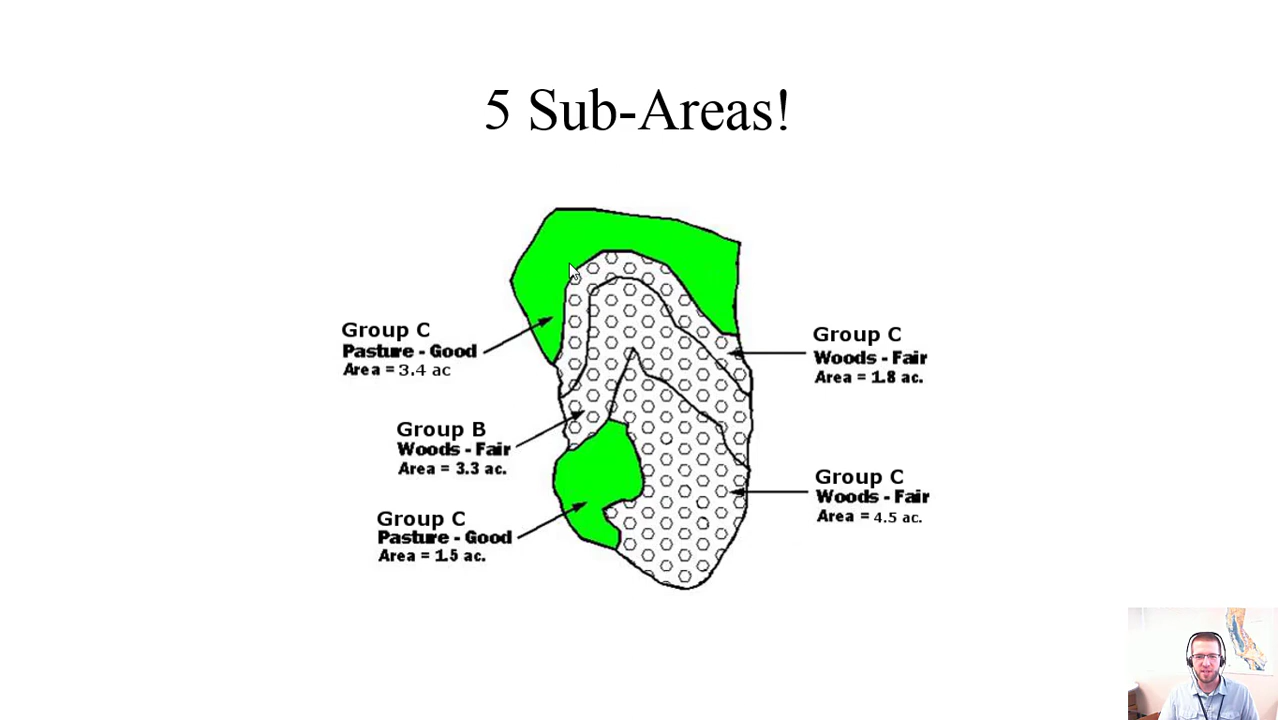 5 Sub-Areas!
Group C
Pasture - Good
Area = 3.4 ac
Group B
Woods - Fair
Area = 3.3 ac.
Group C
Pasture - Good
Area = 1.5 ac.
Group C
Woods - Fair
Area = 1.8 ac.
Group C
Woods - Fair
Area = 4.5 ac.